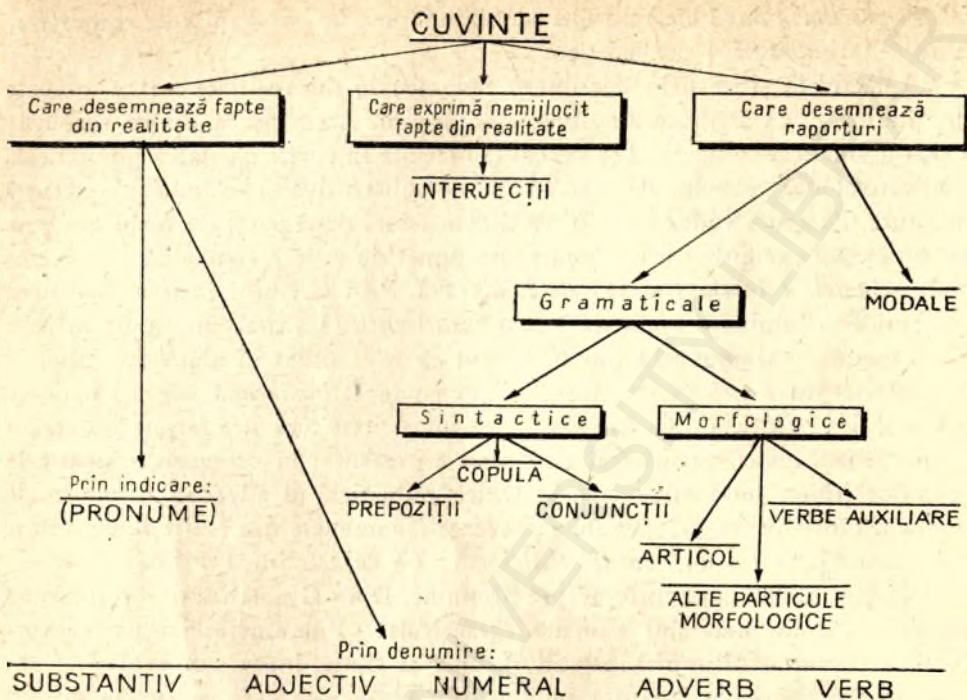 CUVINTE
Care desemnează fapte
din realitate
Care exprimă nemijlocit
fapte din realitate
Care desemnează
raporturi
INTERJECȚII
Gramaticale
MODALE
Sintactice
Morfologice
COPULA
PREPOZIȚII
CONJUNCȚII
VERBE AUXILIARE
ARTICOL
ALTE PARTICULE
MORFOLOGICE
Prin indicare:
(PRONUME)
Prin denumire:
SUBSTANTIV ADJECTIV NUMERAL ADVERB VERB
VERSITY LIBRAR